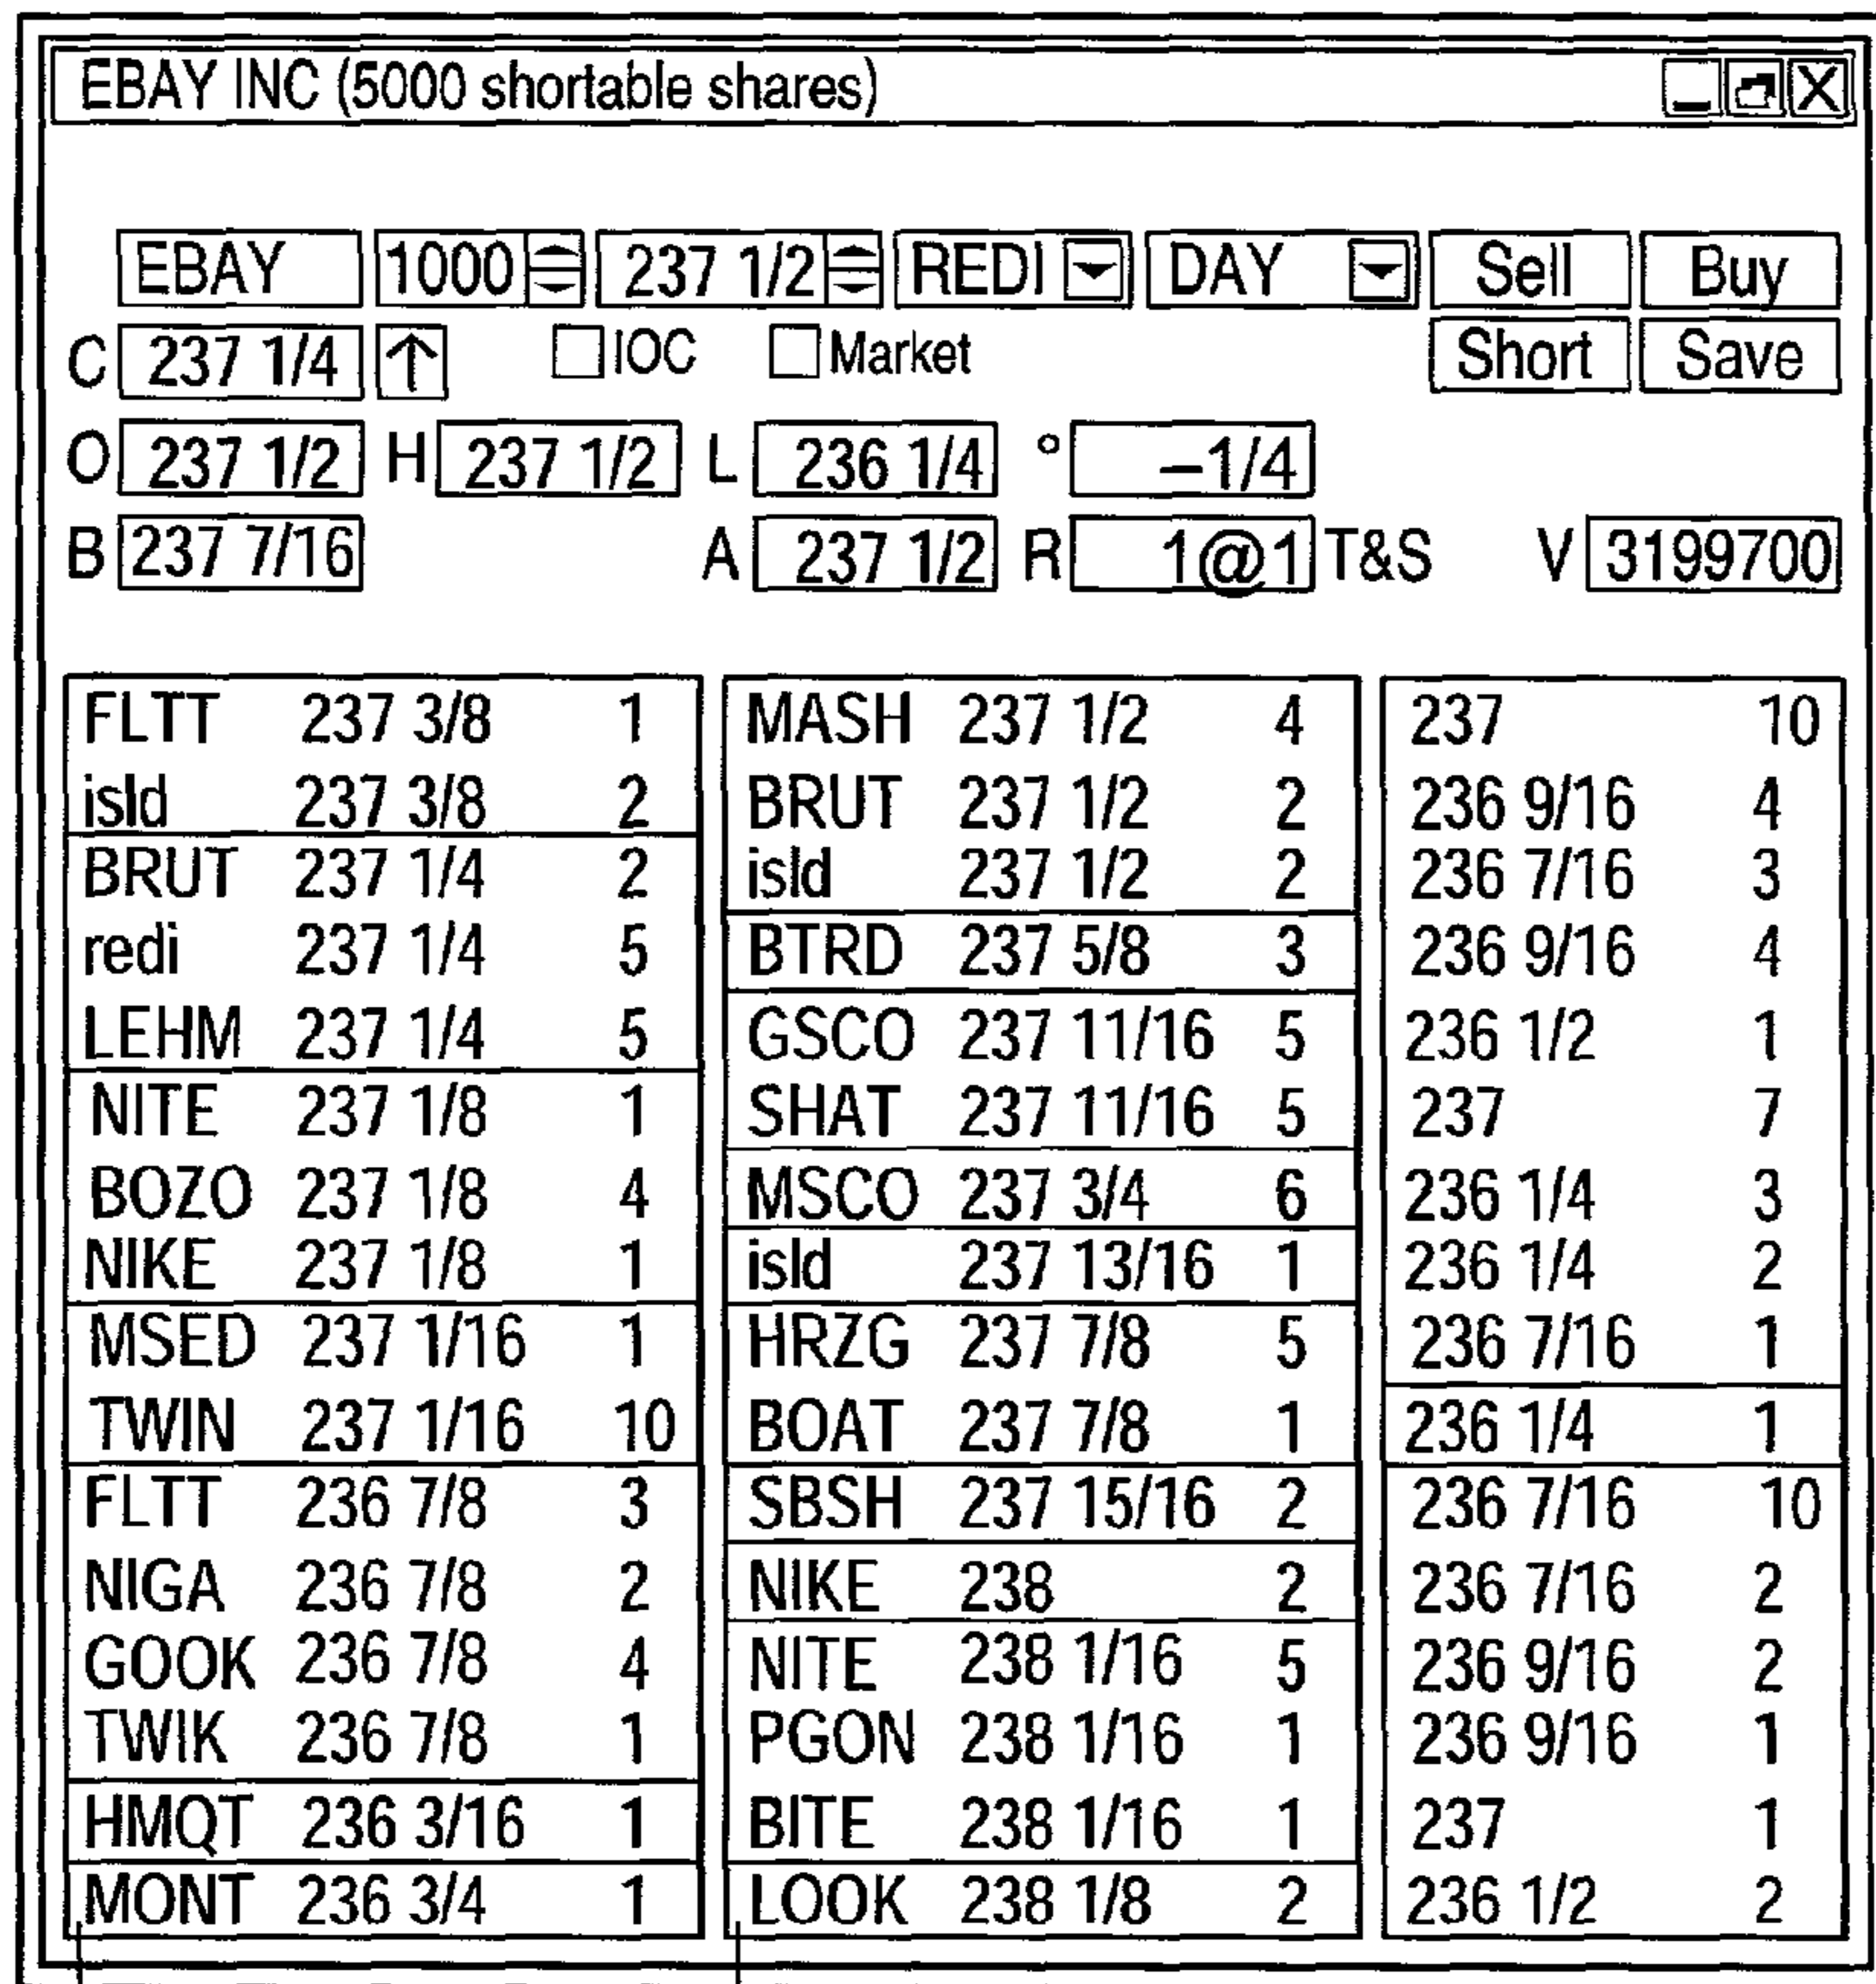 EBAY INC (5000 shortable shares)
EBAY 1000 237 1/2 REDI DAY Sell Buy
C 237 1/4 ↑ IOC Market Short Save
O 237 1/2 H 237 1/2 L 236 1/4 ° –1/4
B 237 7/16 A 237 1/2 R 1@1 T&S V 3199700
FLTT 237 3/8 1 MASH 237 1/2 4 237 10
isld 237 3/8 2 BRUT 237 1/2 2 236 9/16 4
BRUT 237 1/4 2 isld 237 1/2 2 236 7/16 3
redi 237 1/4 5 BTRD 237 5/8 3 236 9/16 4
LEHM 237 1/4 5 GSCO 237 11/16 5 236 1/2 1
NITE 237 1/8 1 SHAT 237 11/16 5 237 7
BOZO 237 1/8 4 MSCO 237 3/4 6 236 1/4 3
NIKE 237 1/8 1 isld 237 13/16 1 236 1/4 2
MSED 237 1/16 1 HRZG 237 7/8 5 236 7/16 1
TWIN 237 1/16 10 BOAT 237 7/8 1 236 1/4 1
FLTT 236 7/8 3 SBSH 237 15/16 2 236 7/16 10
NIGA 236 7/8 2 NIKE 238 2 236 7/16 2
GOOK 236 7/8 4 NITE 238 1/16 5 236 9/16 2
TWIK 236 7/8 1 PGON 238 1/16 1 236 9/16 1
HMQT 236 3/16 1 BITE 238 1/16 1 237 1
MONT 236 3/4 1 LOOK 238 1/8 2 236 1/2 2